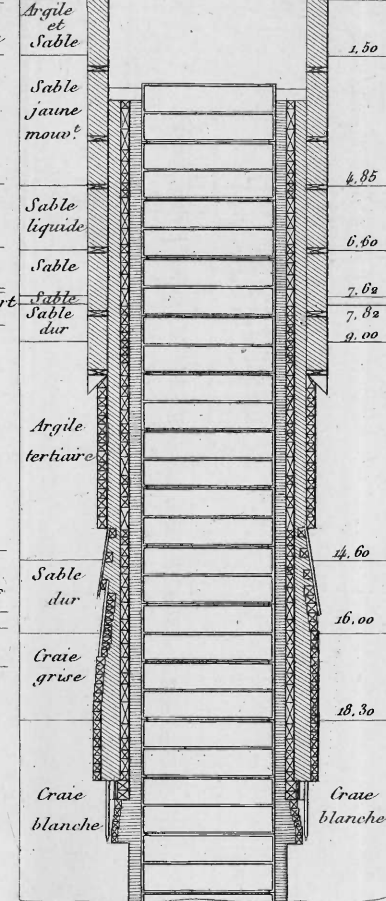 Argile
et
Sable
1,50
Sable
jaune
mouv.t
4,85
Sable
liquide
6,60
Sable
7,62
rt Sable
7,82
Sable
dur
9,00
Argile
tertiaire
14,60
Sable
dur
16,00
Craie
grise
18,30
Craie
blanche
Craie
blanche